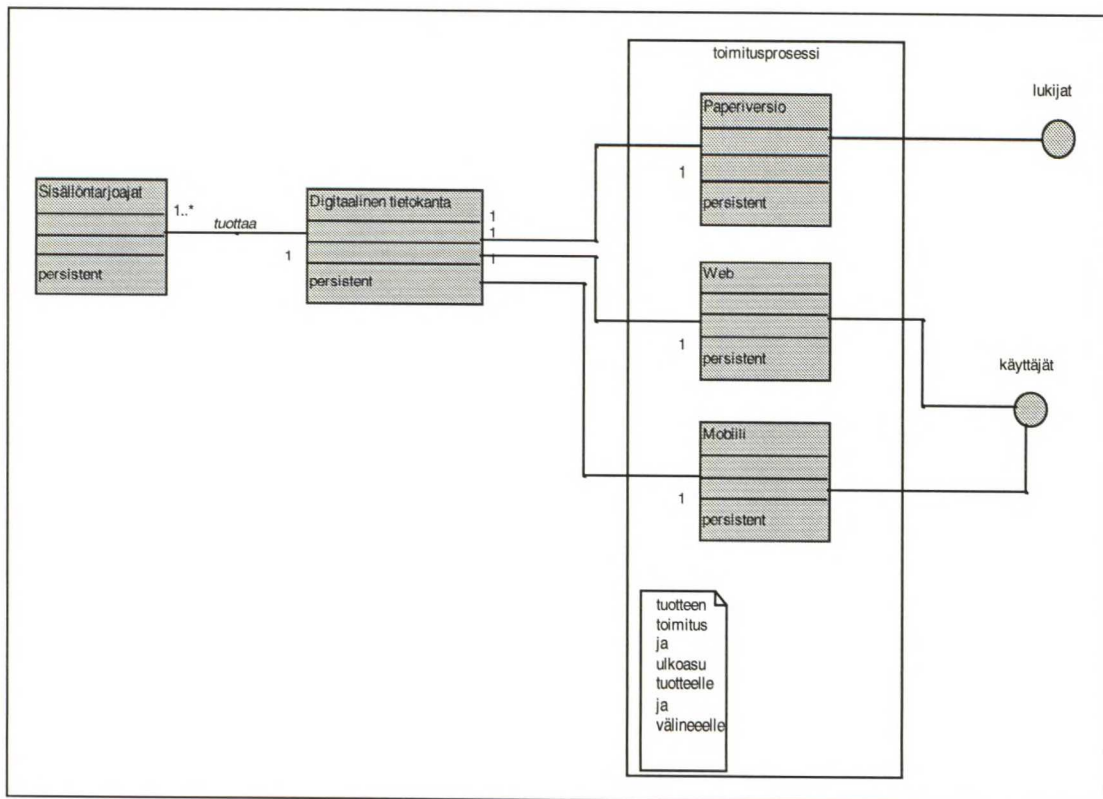 toimitusprosessi
Paperiversio
1
persistent
lukijat
Sisällöntarjoajat
1..*
tuottaa
persistent
Digitaalinen tietokanta
1
1
1
1
persistent
Web
1
persistent
käyttäjät
Mobiili
1
persistent
tuotteen
toimitus
ja
ulkoasu
tuotteelle
ja
välineeelle